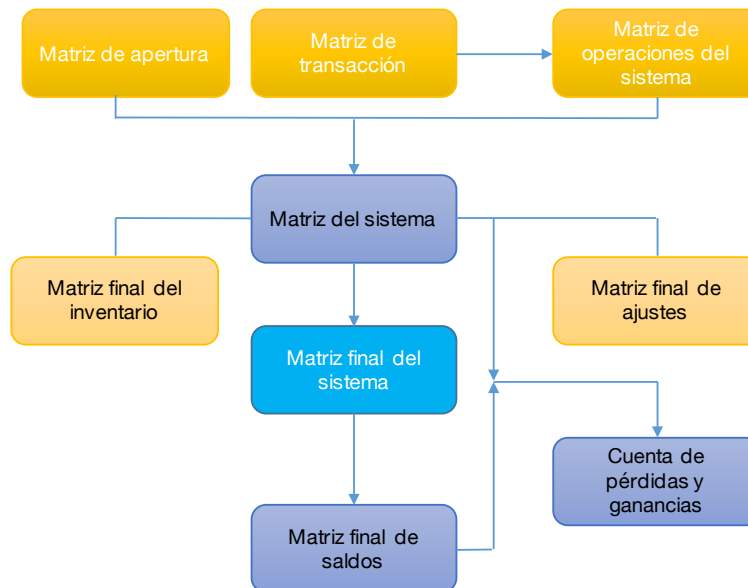 Matriz de apertura
Matriz de
transacción
Matriz de
operaciones del
sistema
Matriz del sistema
Matriz final del
inventario
Matriz final de
ajustes
Matriz final del
sistema
Cuenta de
pérdidas y
ganancias
Matriz final de
saldos